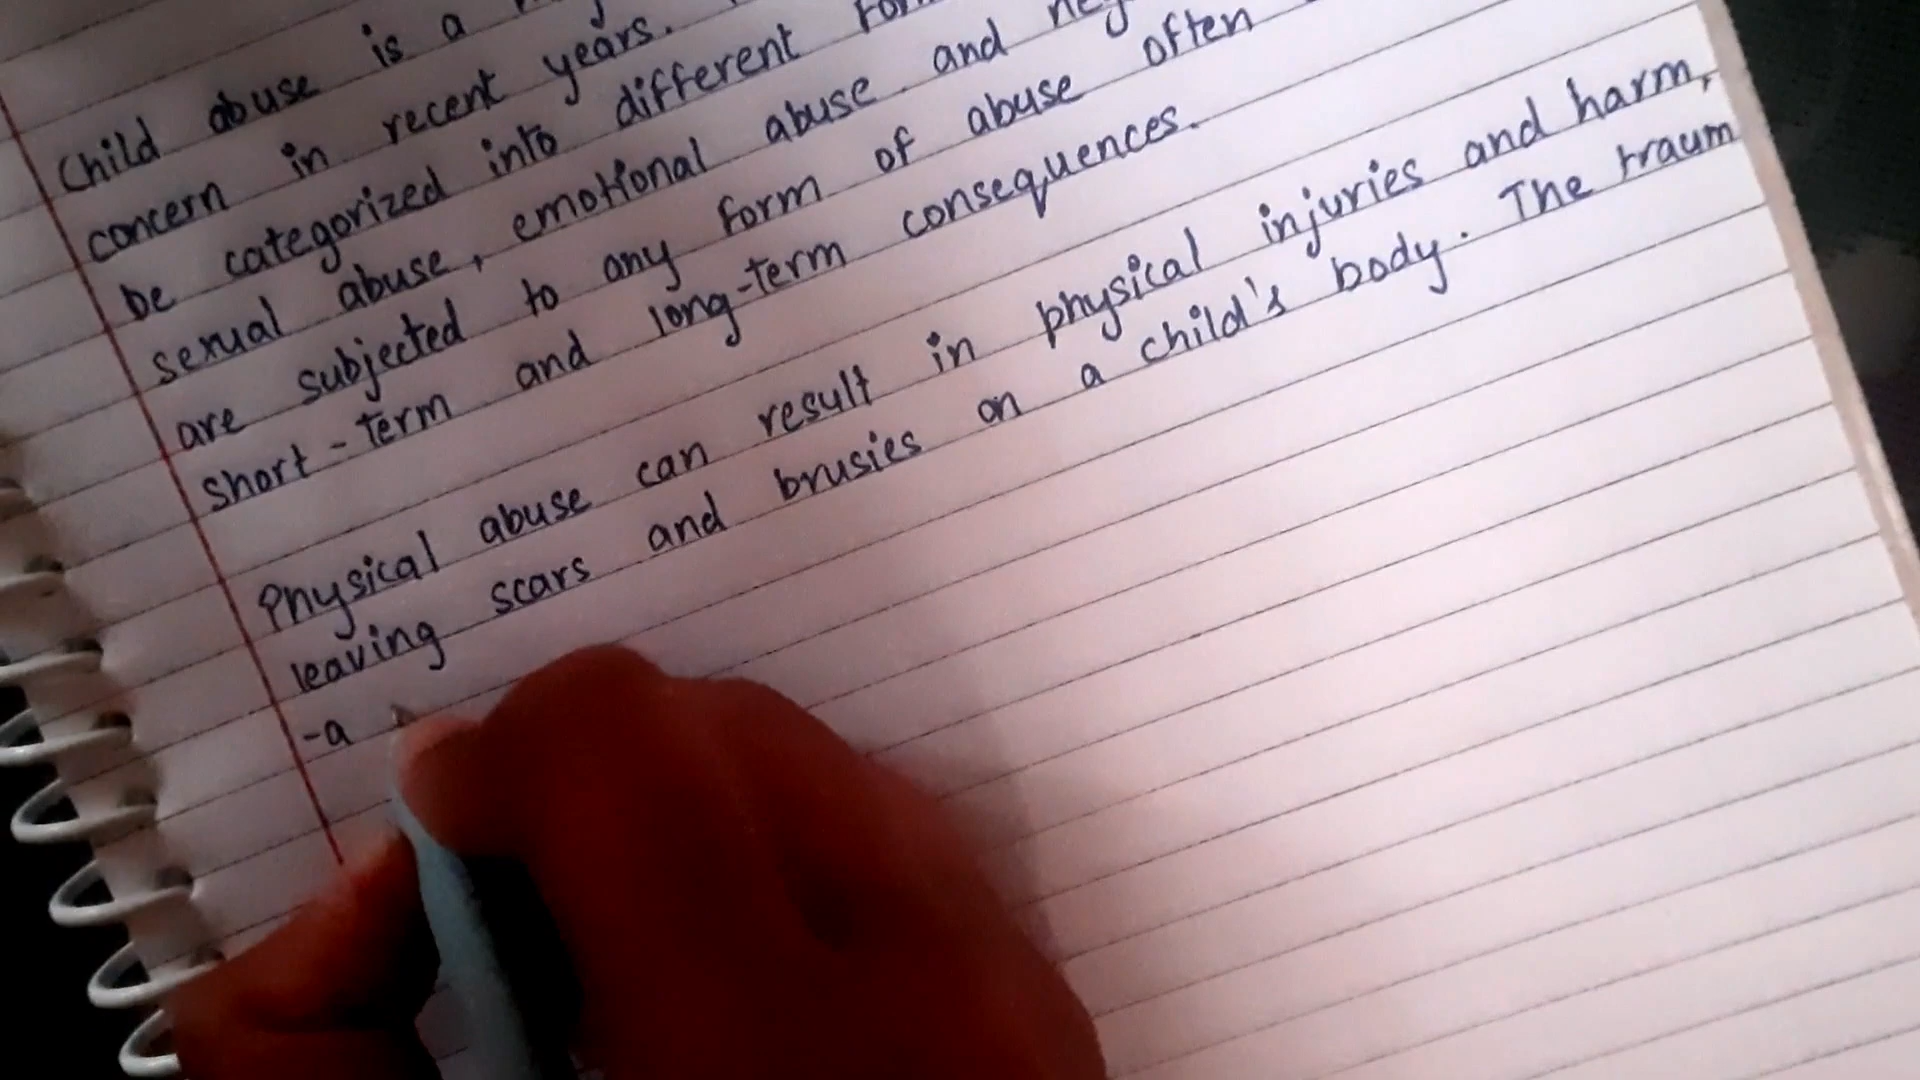 Child abuse is a
concern in recent years.
be categorized into different
sexual abuse, emotional abuse and
are subjected to any form of abuse often
short-term and long-term consequences.
Physical abuse can result in physical injuries and harm,
leaving scars and brusies on a child's body. The traum
-a